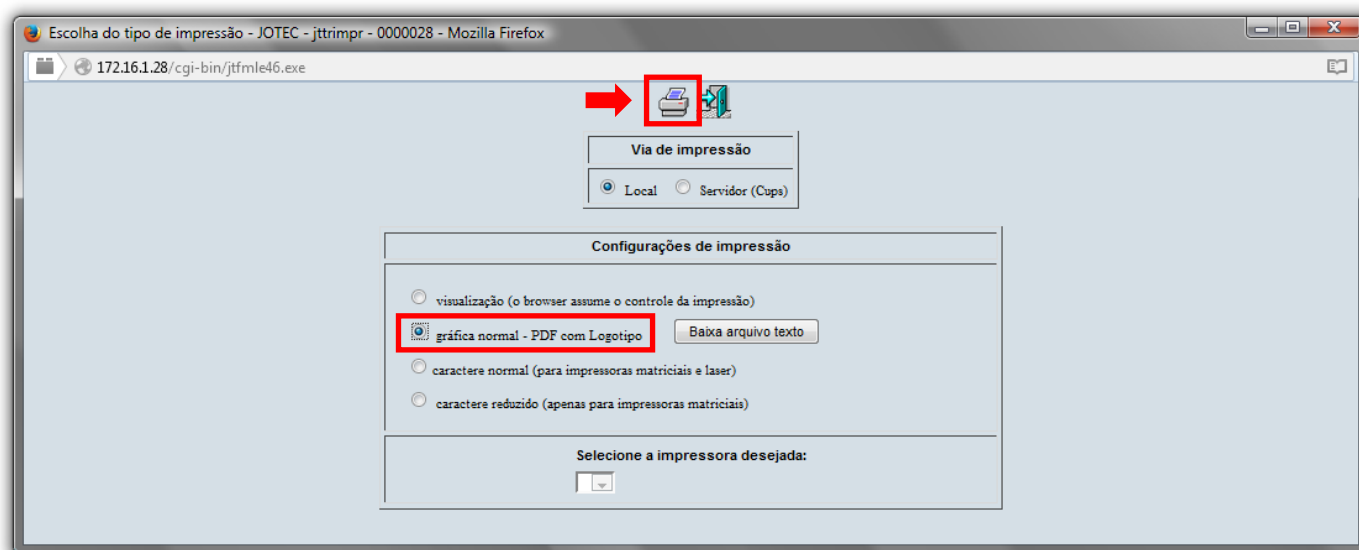 Escolha do tipo de impressão - JOTEC - jttrimpr - 0000028 - Mozilla Firefox
172.16.1.28/cgi-bin/jtfmle46.exe
Via de impressão
Local Servidor (Cups)
Configurações de impressão
visualização (o browser assume o controle da impressão)
gráfica normal - PDF com Logotipo Baixa arquivo texto
caractere normal (para impressoras matriciais e laser)
caractere reduzido (apenas para impressoras matriciais)
Selecione a impressora desejada: